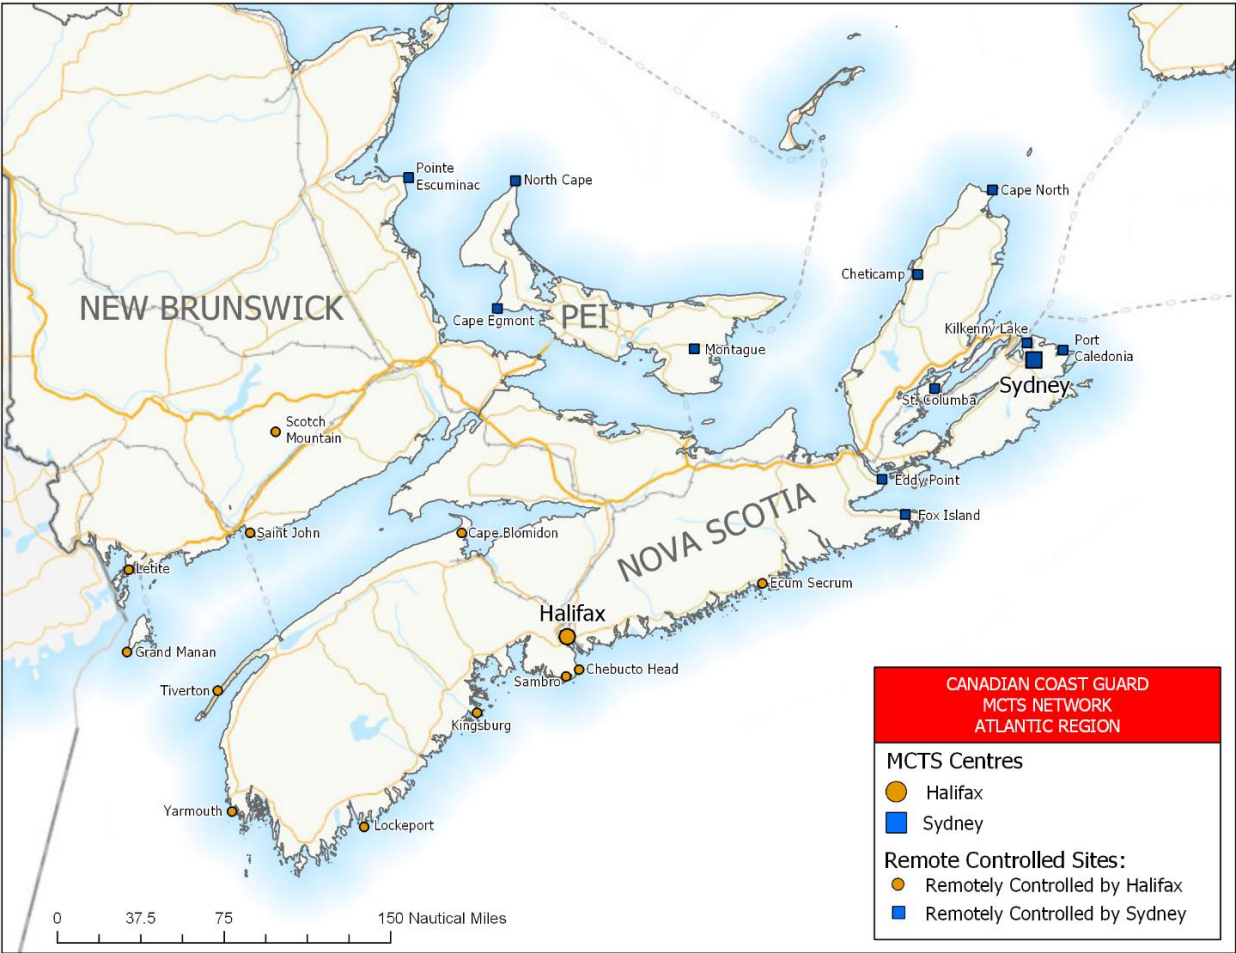 Pointe
Escuminac
North Cape
Cape North
Cheticamp
NEW BRUNSWICK
Cape Egmont
PEI
Kilkenny Lake
Port
Caledonia
Montague
Sydney
St. Columba
Scotch
Mountain
Eddy Point
Fox Island
Saint John
Cape Blomidon
NOVA SCOTIA
Letite
Ecum Secrum
Halifax
Grand Manan
Chebucto Head
Sambro
Tiverton
Kingsburg
Yarmouth
Lockeport
CANADIAN COAST GUARD
MCTS NETWORK
ATLANTIC REGION
MCTS Centres
Halifax
Sydney
Remote Controlled Sites:
Remotely Controlled by Halifax
Remotely Controlled by Sydney
0 37.5 75 150 Nautical Miles